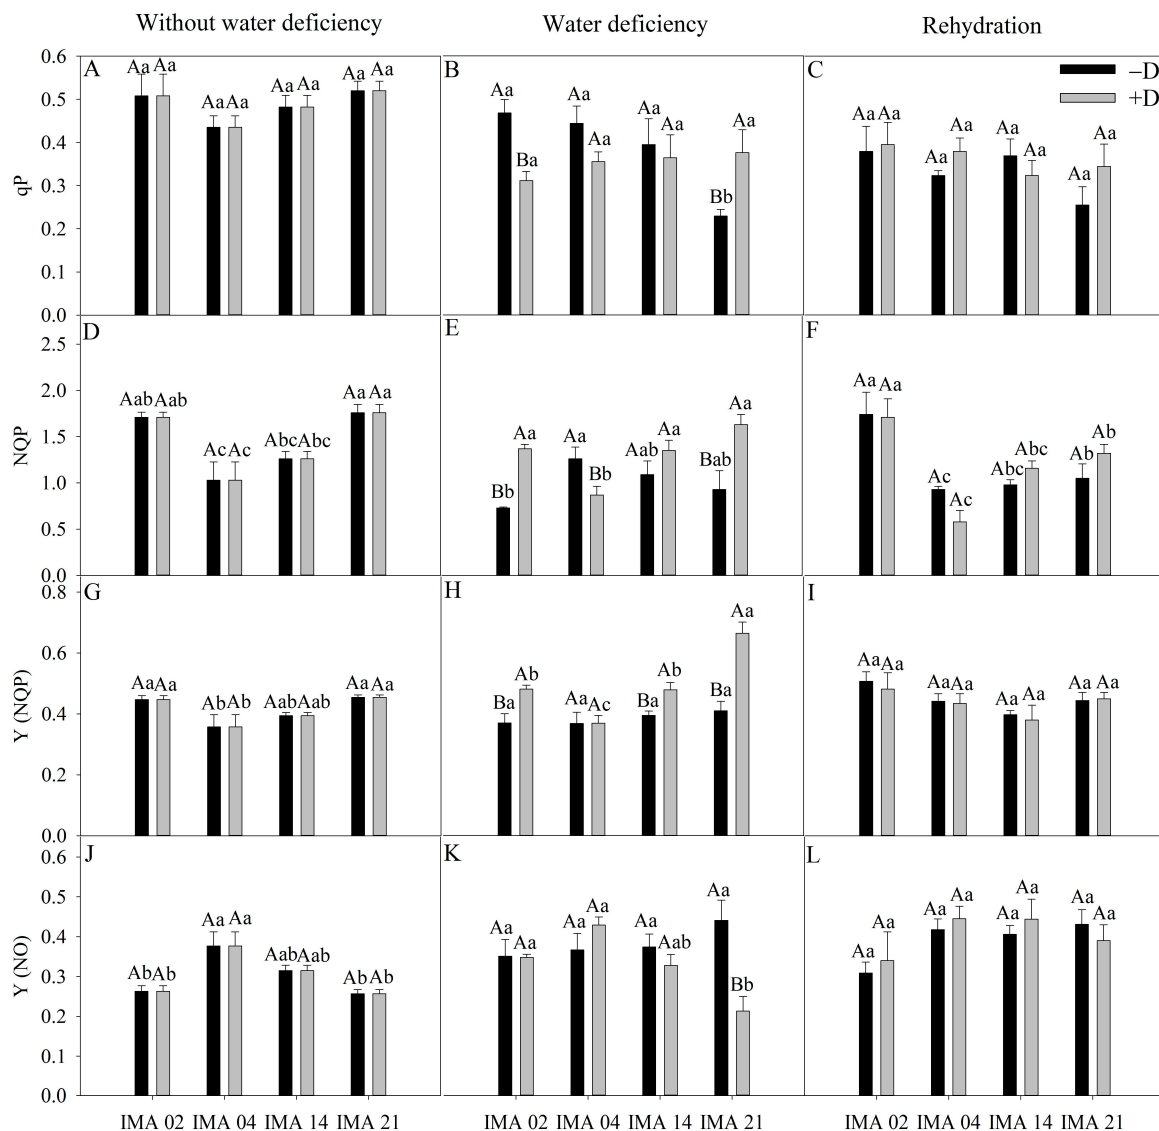 Without water deficiency Water deficiency Rehydration
A B C
–D
+D
0.6
0.5
0.4
0.3
0.2
0.1
0.0
qP
Aa Aa Aa Aa Aa Aa Aa Aa
Aa Ba Aa Aa Aa Aa Bb Aa
Aa Aa Aa Aa Aa Aa Aa Aa
D E F
2.5
2.0
1.5
1.0
0.5
0.0
NQP
Aab Aab Ac Ac Abc Abc Aa Aa
Bb Aa Aa Bb Aab Aa Bab Aa
Aa Aa Ac Ac Abc Abc Ab Ab
G H I
0.8
0.6
0.4
0.2
0.0
Y (NQP)
Aa Aa Ab Ab Aab Aab Aa Aa
Ba Ab Aa Ac Ba Ab Ba Aa
Aa Aa Aa Aa Aa Aa Aa Aa
J K L
0.6
0.5
0.4
0.3
0.2
0.1
0.0
Y (NO)
Ab Ab Aa Aa Aab Aab Ab Ab
Aa Aa Aa Aa Aa Aab Aa Bb
Aa Aa Aa Aa Aa Aa Aa Aa
IMA 02 IMA 04 IMA 14 IMA 21 IMA 02 IMA 04 IMA 14 IMA 21 IMA 02 IMA 04 IMA 14 IMA 21